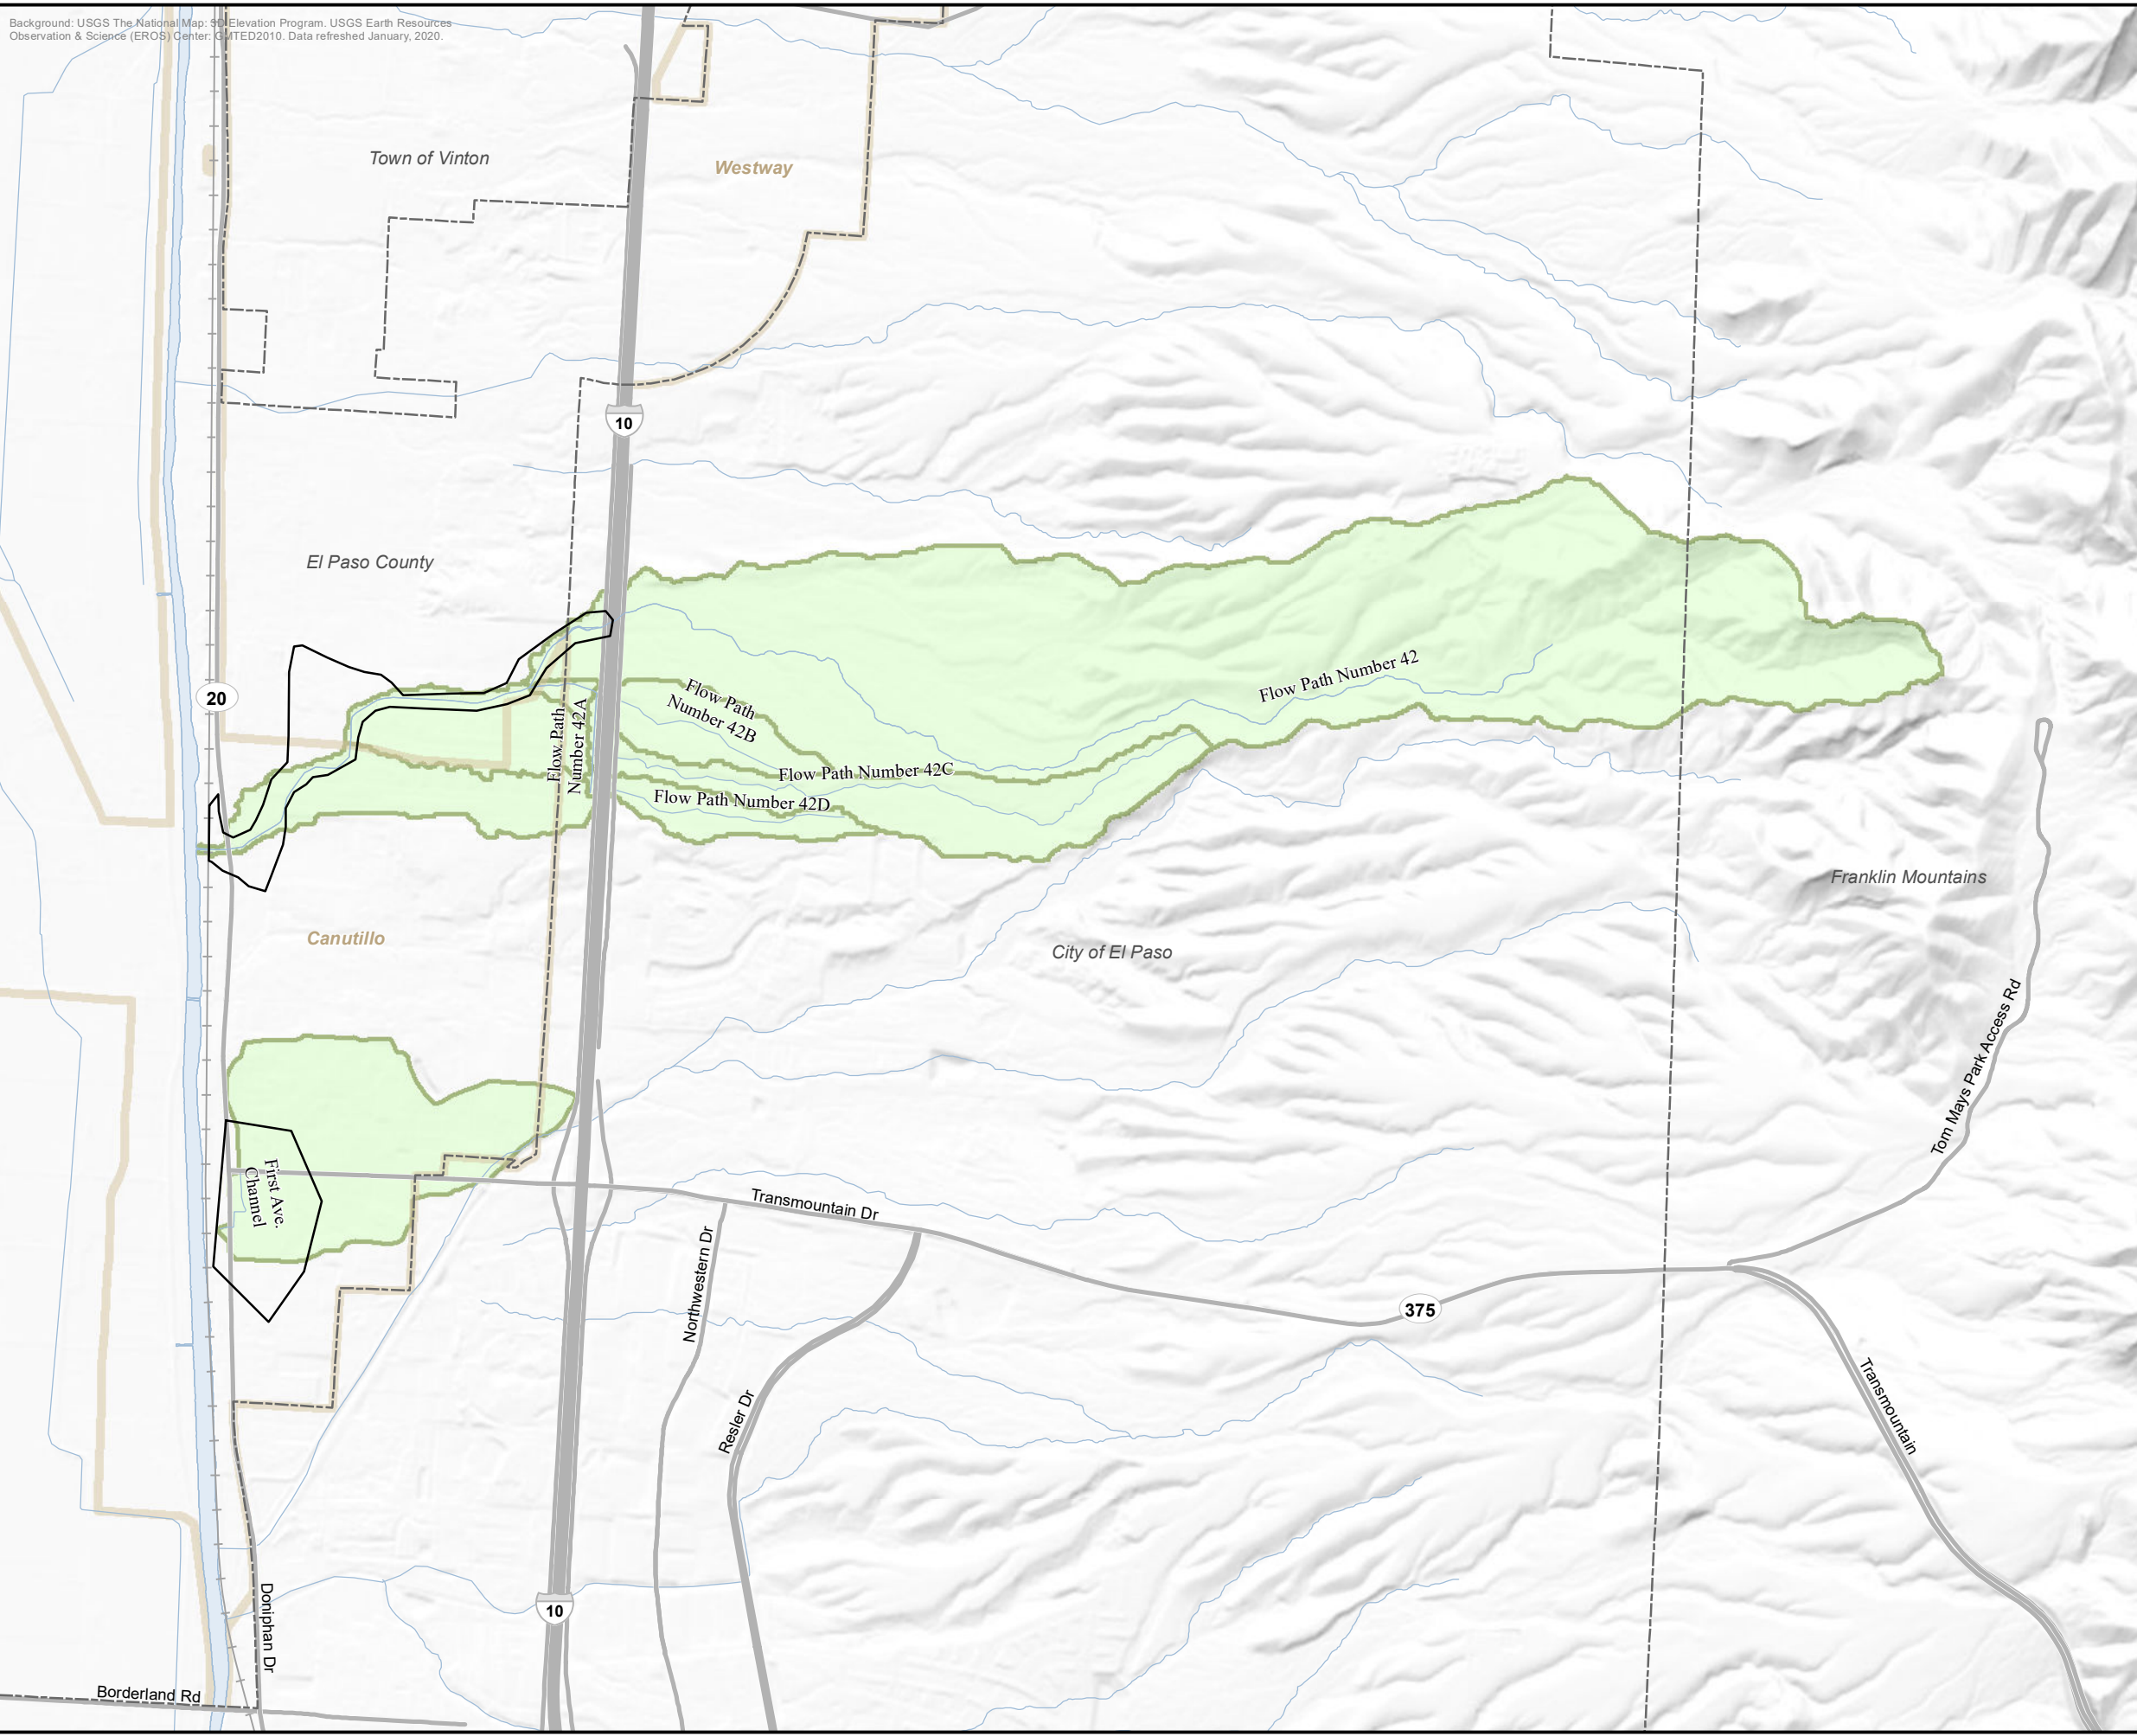 Background: USGS The National Map: 3D Elevation Program. USGS Earth Resources
Observation & Science (EROS) Center: GMTED2010. Data refreshed January, 2020.
Town of Vinton
Westway
10
El Paso County
20
Flow Path Number 42
Flow Path
Number 42B
Flow Path
Number 42A
Flow Path Number 42C
Flow Path Number 42D
Franklin Mountains
Canutillo
City of El Paso
Tom Mays Park Access Rd
First Ave.
Channel
Transmountain Dr
Northwestern Dr
375
Resler Dr
Transmountain
10
Doniphan Dr
Borderland Rd